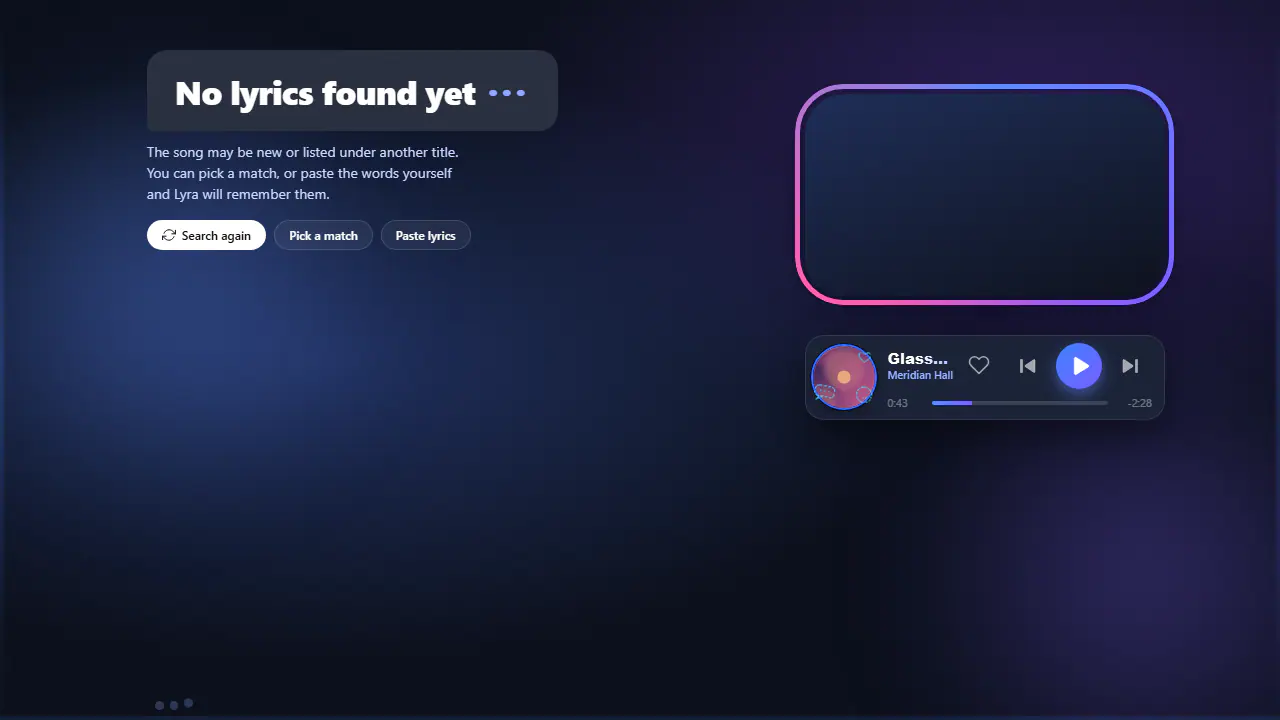 No lyrics found yet
The song may be new or listed under another title.
You can pick a match, or paste the words yourself
and Lyra will remember them.
Search again
Pick a match
Paste lyrics
Glass...
Meridian Hall
0:43
-2:28